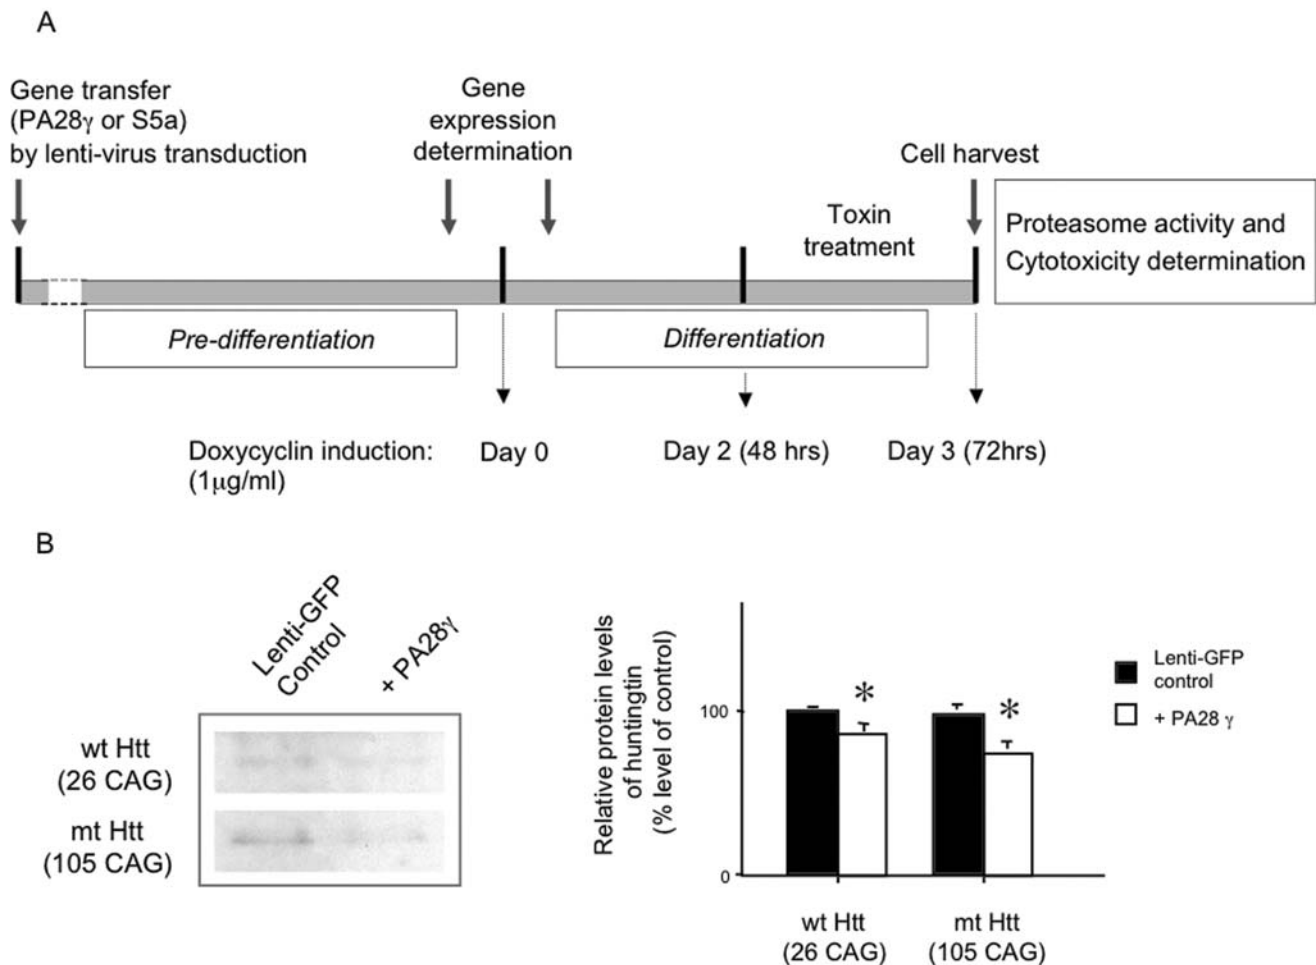 A
Gene transfer
(PA28γ or S5a)
by lenti-virus transduction
Gene
expression
determination
Cell harvest
Toxin
treatment
Proteasome activity and
Cytotoxicity determination
Pre-differentiation
Differentiation
Doxycyclin induction:
(1μg/ml)
Day 0
Day 2 (48 hrs)
Day 3 (72hrs)
B
Lenti-GFP
Control
+ PA28γ
wt Htt
(26 CAG)
mt Htt
(105 CAG)
Relative protein levels
of huntingtin
(% level of control)
100
0
*
*
wt Htt
(26 CAG)
mt Htt
(105 CAG)
Lenti-GFP
control
+ PA28 γ